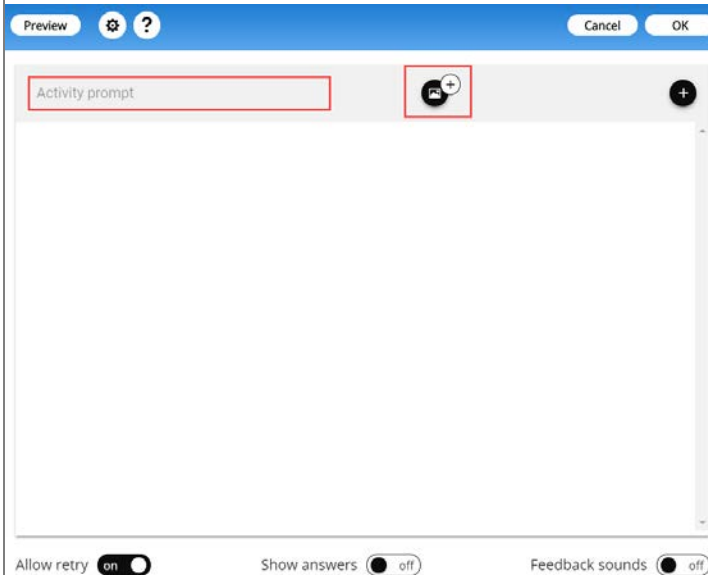 Preview ? Cancel OK
Activity prompt
Allow retry on Show answers off Feedback sounds off